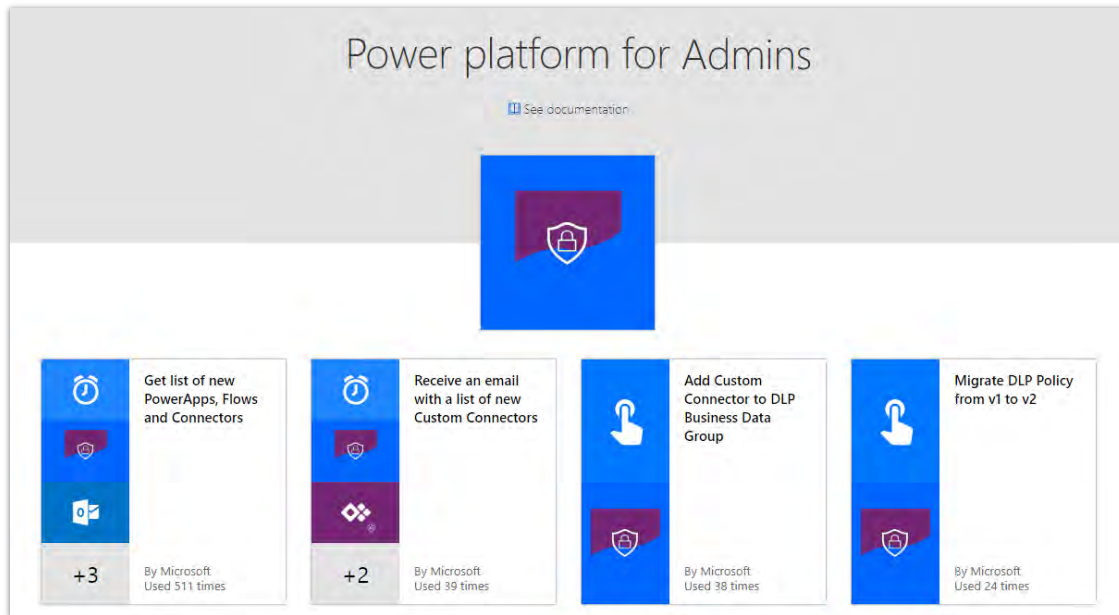 Power platform for Admins
See documentation
Get list of new
PowerApps, Flows
and Connectors
+3
By Microsoft
Used 511 times
Receive an email
with a list of new
Custom Connectors
+2
By Microsoft
Used 39 times
Add Custom
Connector to DLP
Business Data
Group
By Microsoft
Used 38 times
Migrate DLP Policy
from v1 to v2
By Microsoft
Used 24 times